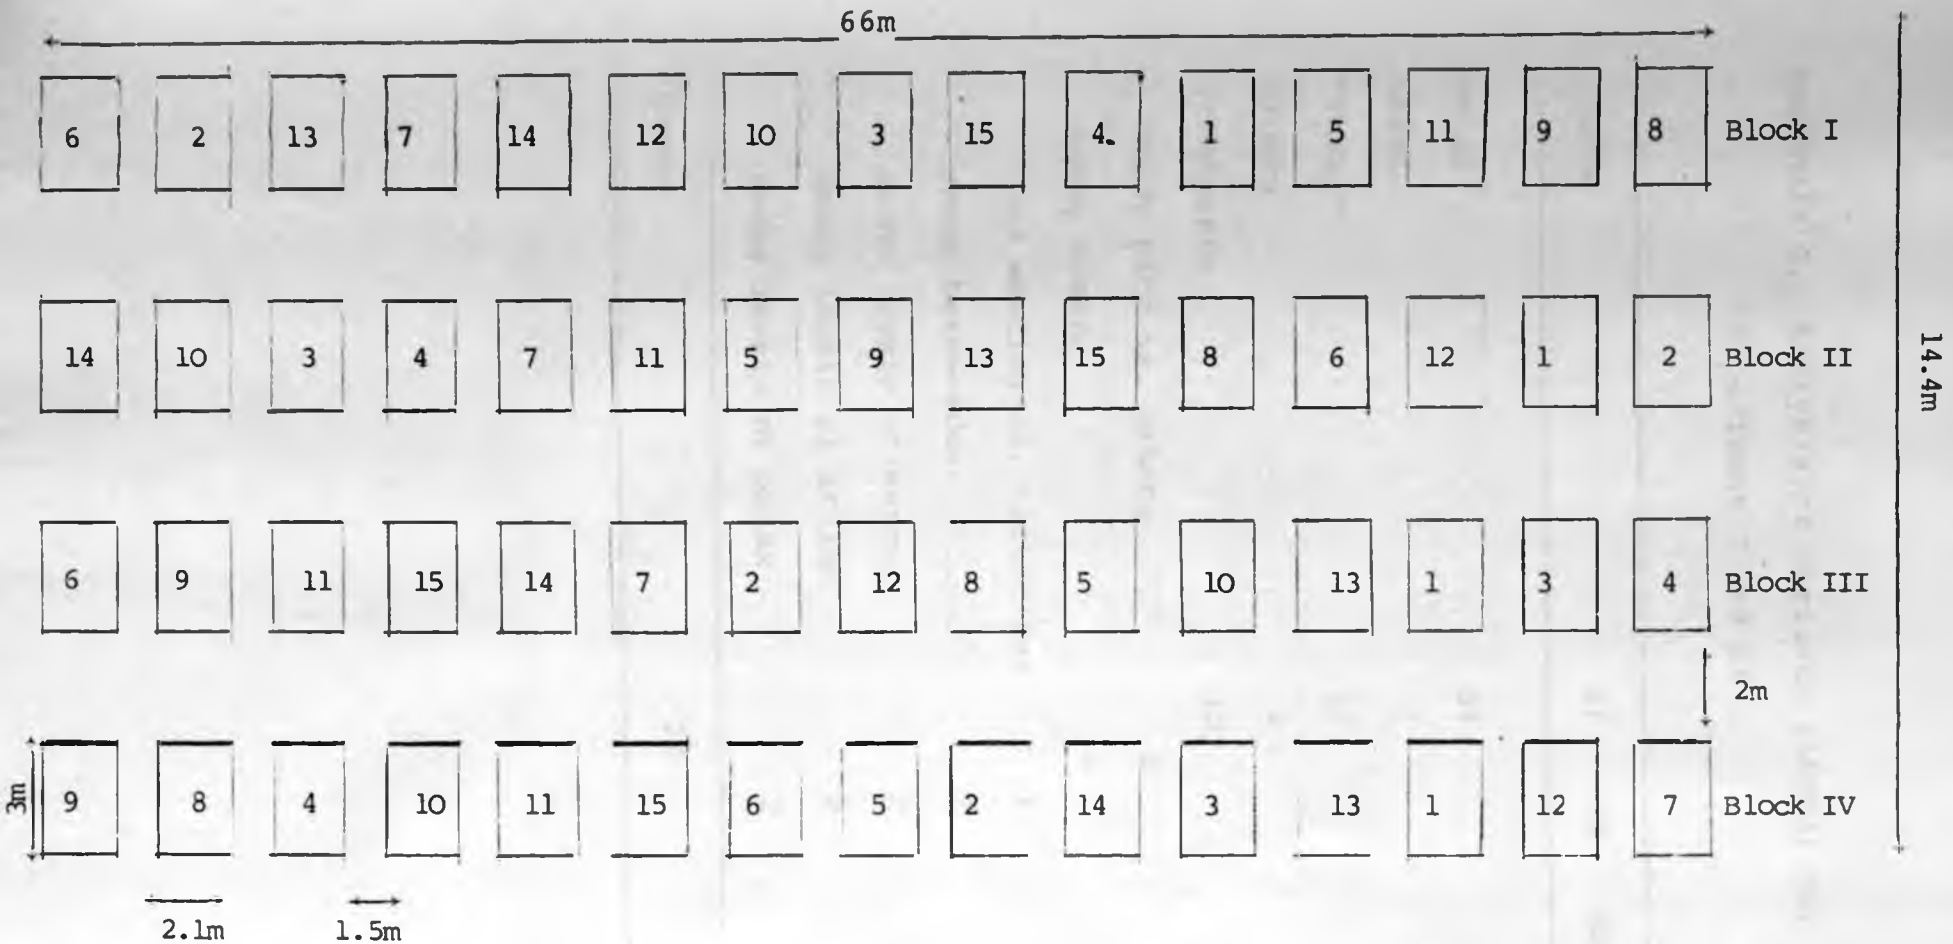 66m
6 2 13 7 14 12 10 3 15 4. 1 5 11 9 8 Block I
14 10 3 4 7 11 5 9 13 15 8 6 12 1 2 Block II
14.4m
6 9 11 15 14 7 2 12 8 5 10 13 1 3 4 Block III
2m
3m 9 8 4 10 11 15 6 5 2 14 3 13 1 12 7 Block IV
2.1m 1.5m